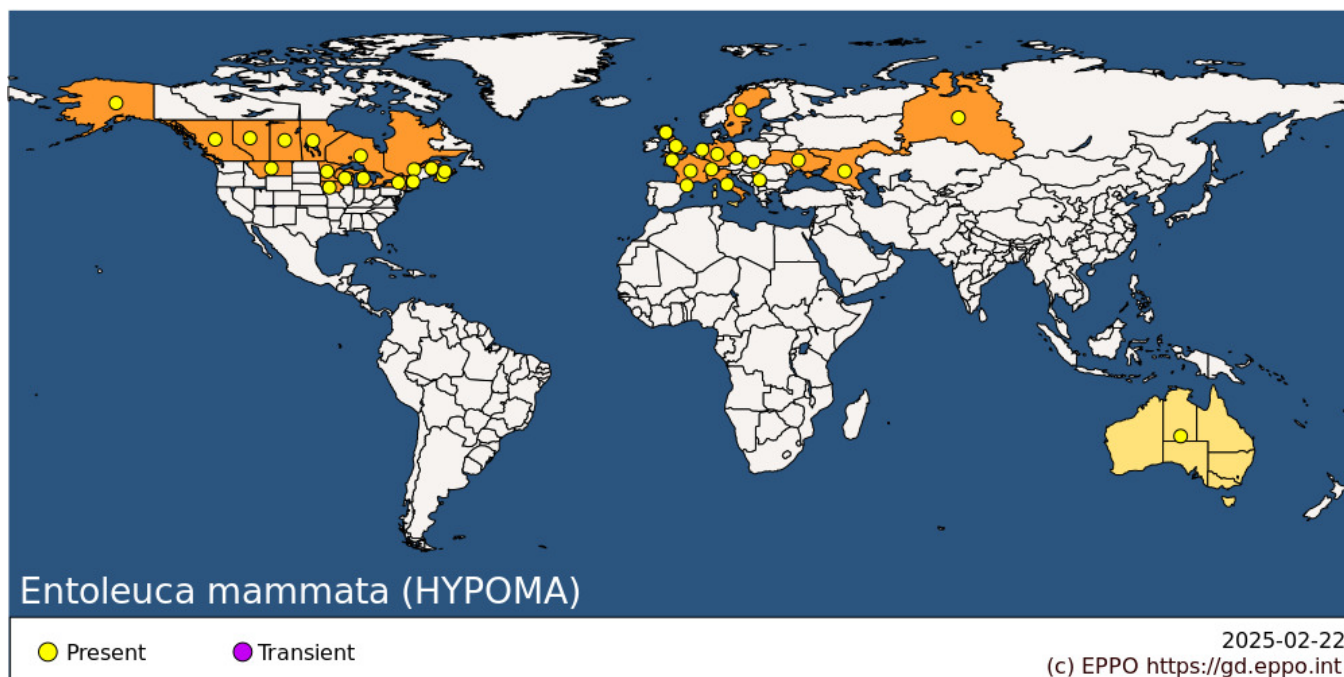 Entoleuca mammata (HYPOMA)
Present
Transient
2025-02-22
(c) EPPO https://gd.eppo.int